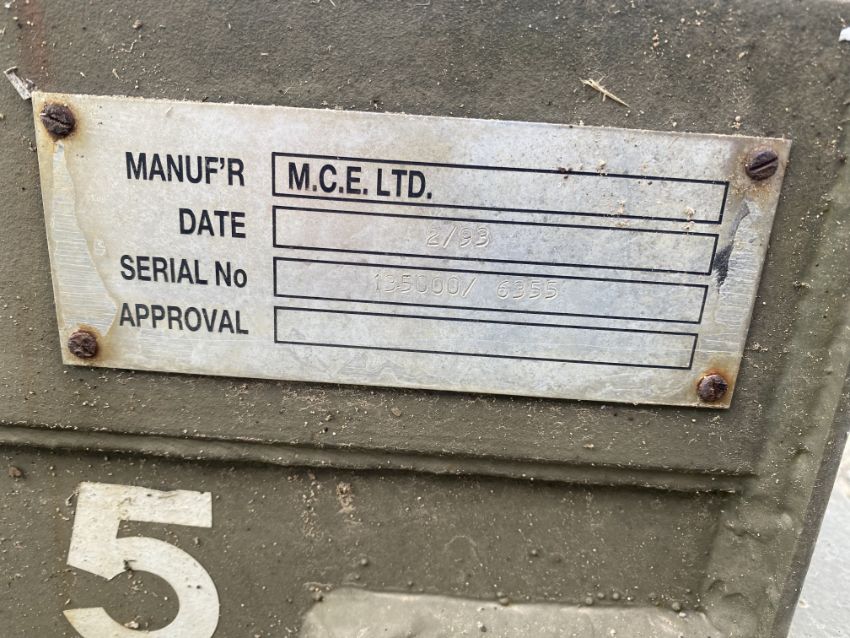 MANUF'R M.C.E. LTD.
DATE 2/93
SERIAL No 135000/ 6355
APPROVAL
5